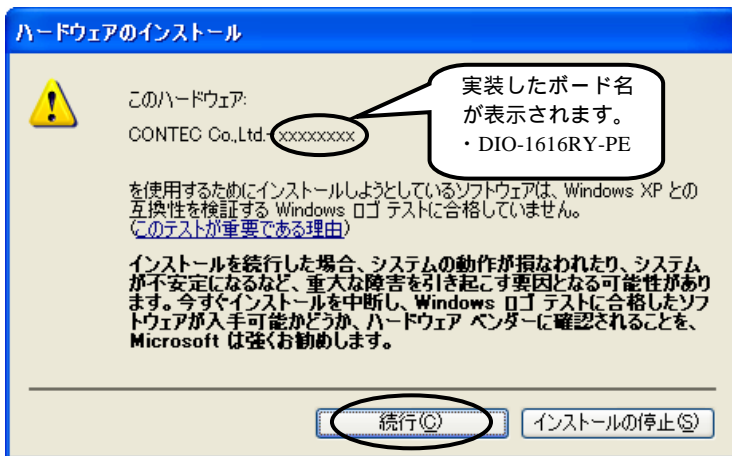 ハードウェアのインストール
実装したボード名
が表示されます。
・DIO-1616RY-PE
このハードウェア:
CONTEC Co.,Ltd.-xxxxxxxx
を使用するためにインストールしようとしているソフトウェアは、Windows XP との
互換性を検証する Windows ロゴ テストに合格していません。
(このテストが重要である理由)
インストールを続行した場合、システムの動作が損なわれたり、システム
が不安定になるなど、重大な障害を引き起こす要因となる可能性があり
ます。今すぐインストールを中断し、Windows ロゴ テストに合格したソフ
トウェアが入手可能かどうか、ハードウェア ベンダーに確認されることを、
Microsoft は強くお勧めします。
続行(C)
インストールの停止(S)